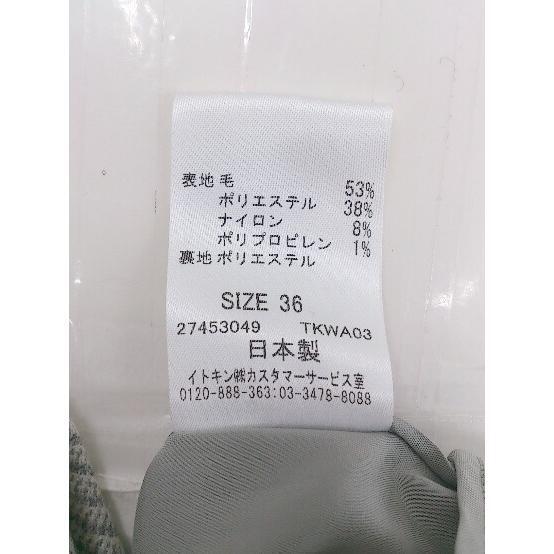 表地 毛 53%
ポリエステル 38%
ナイロン 8%
ポリプロピレン 1%
裏地 ポリエステル
SIZE 36
27453049 TKWA03
日本製
イトキン㈱カスタマーサービス室
0120-888-363:03-3478-8088